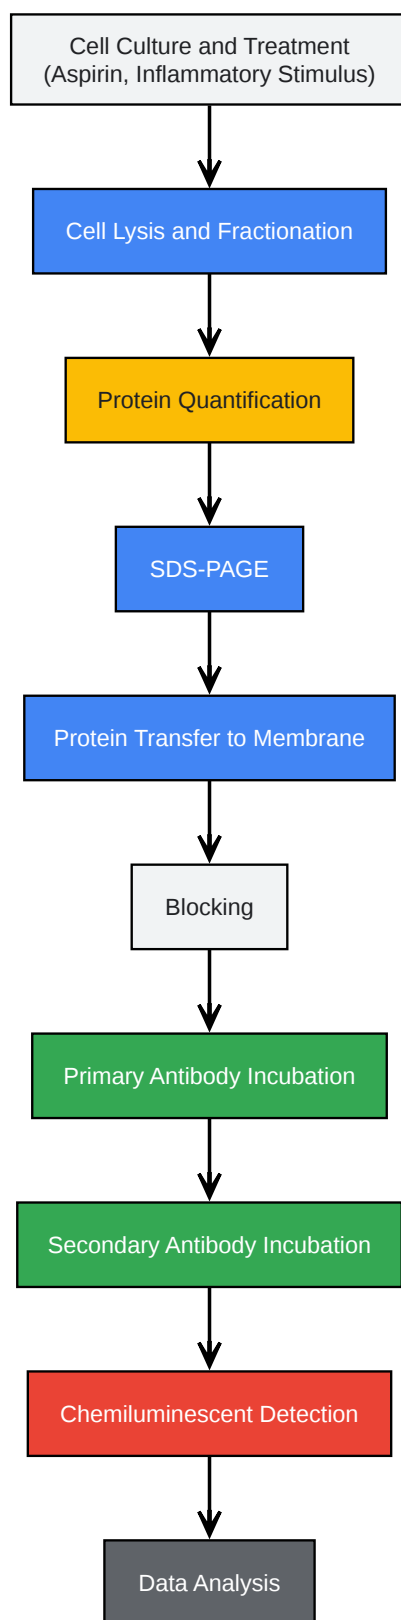 Cell Culture and Treatment
(Aspirin, Inflammatory Stimulus)
Cell Lysis and Fractionation
Protein Quantification
SDS-PAGE
Protein Transfer to Membrane
Blocking
Primary Antibody Incubation
Secondary Antibody Incubation
Chemiluminescent Detection
Data Analysis